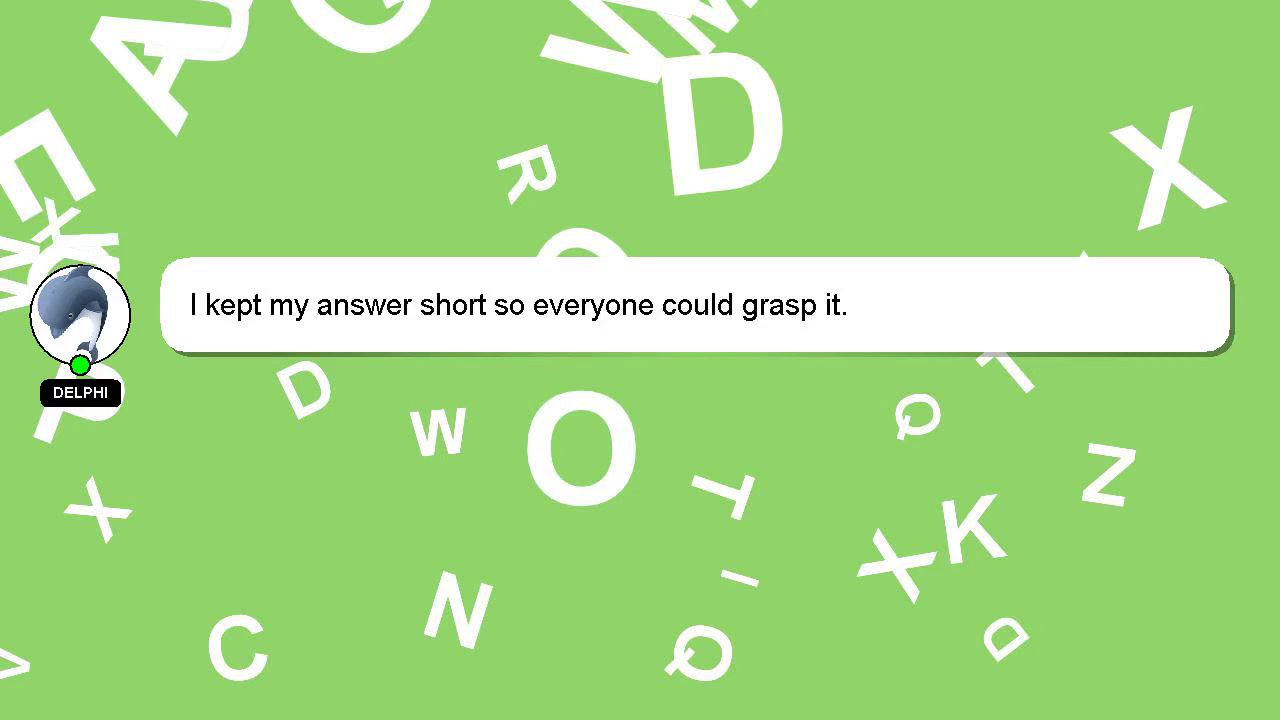 A
G
W
M
D
E
R
X
X
W
O
I kept my answer short so everyone could grasp it.
DELPHI
D
W
O
T
Q
T
Z
X
K
X
N
I
C
Q
D
V